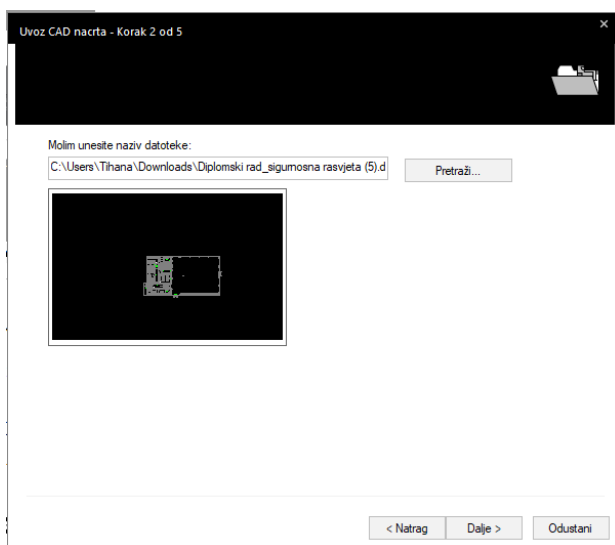 Uvoz CAD nacrta - Korak 2 od 5
Molim unesite naziv datoteke:
C:\Users\Tihana\Downloads\Diplomski rad_sigurnosna rasvjeta (5).d
Pretraži...
< Natrag
Dalje >
Odustani